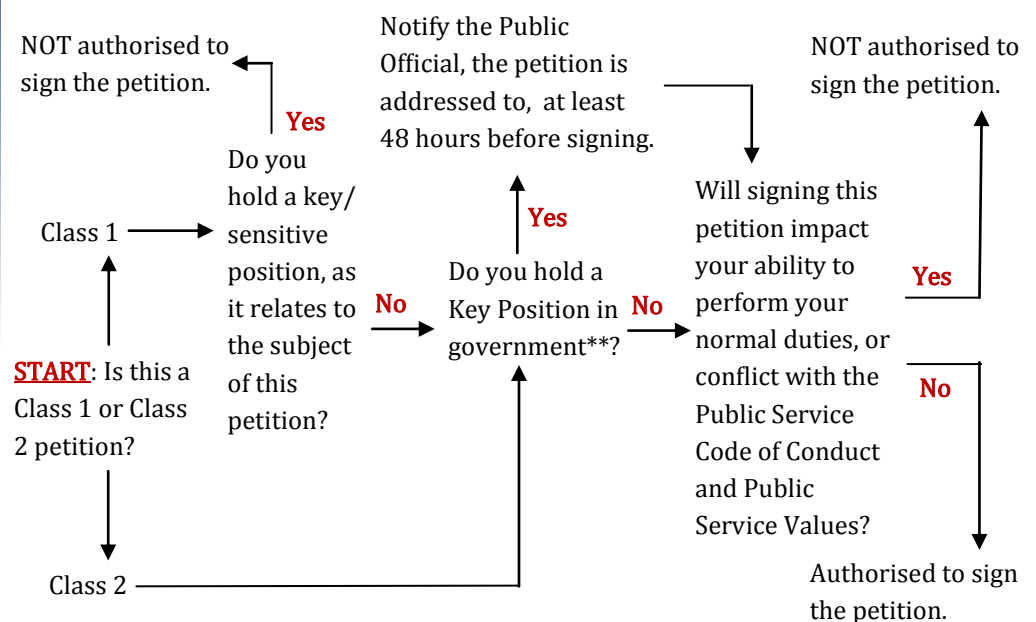 NOT authorised to
sign the petition.
Yes
Do you
hold a key/
sensitive
position, as
it relates to
the subject
of this
petition?
Class 1
START: Is this a
Class 1 or Class
2 petition?
Class 2
No
Notify the Public
Official, the petition is
addressed to, at least
48 hours before signing.
Yes
Do you hold a
Key Position in
government**?
No
Will signing this
petition impact
your ability to
perform your
normal duties, or
conflict with the
Public Service
Code of Conduct
and Public
Service Values?
NOT authorised to
sign the petition.
Yes
No
Authorised to sign
the petition.